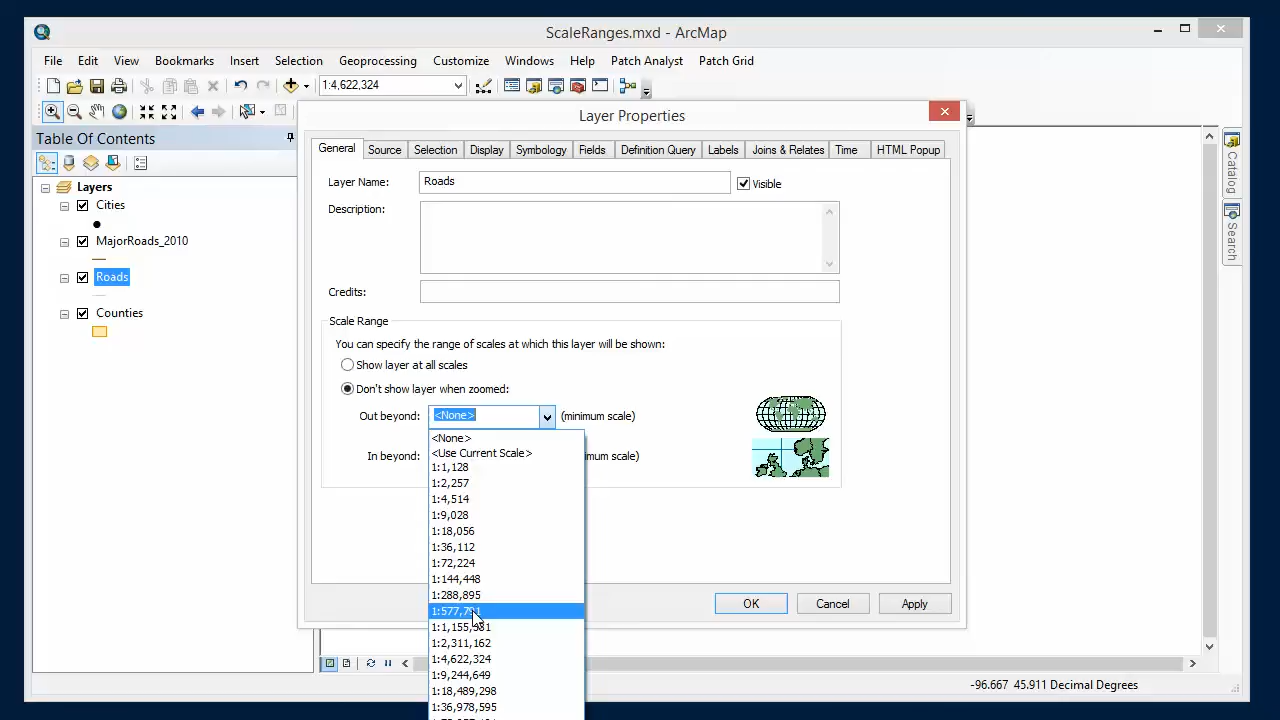 ScaleRanges.mxd - ArcMap
File Edit View Bookmarks Insert Selection Geoprocessing Customize Windows Help Patch Analyst Patch Grid
1:4,622,324
Table Of Contents
Layers
Cities
MajorRoads_2010
Roads
Counties
Layer Properties
General Source Selection Display Symbology Fields Definition Query Labels Joins & Relates Time HTML Popup
Layer Name: Roads Visible
Description:
Credits:
Scale Range
You can specify the range of scales at which this layer will be shown:
Show layer at all scales
Don't show layer when zoomed:
Out beyond: <None> (minimum scale)
In beyond: scale)
<None>
<Use Current Scale>
1:1,128
1:2,257
1:4,514
1:9,028
1:18,056
1:36,112
1:72,224
1:144,448
1:288,895
1:577,791
1:1,155,581
1:2,311,162
1:4,622,324
1:9,244,649
1:18,489,298
1:36,978,595
OK Cancel Apply
Catalog
Search
-96.667 45.911 Decimal Degrees